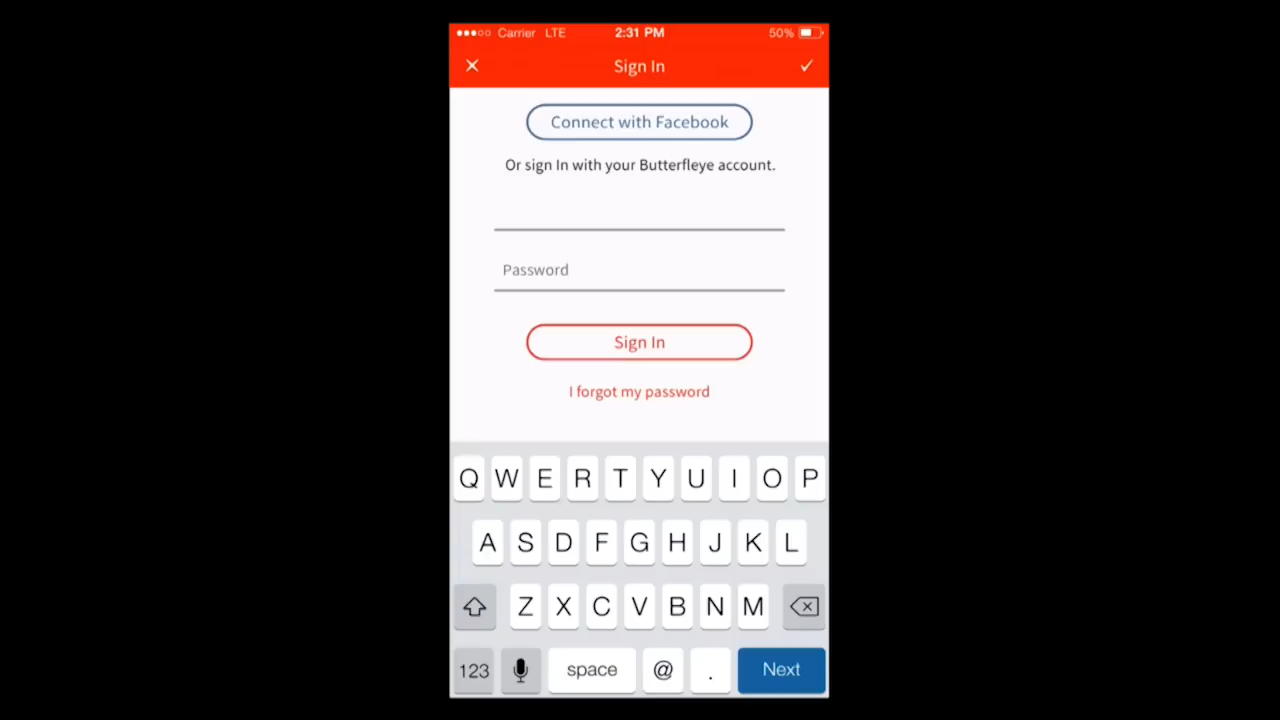 Carrier LTE 2:31 PM 50%
Sign In
Connect with Facebook
Or sign In with your Butterfleye account.
Password
Sign In
I forgot my password
Q W E R T Y U I O P
A S D F G H J K L
Z X C V B N M
123 space @ . Next